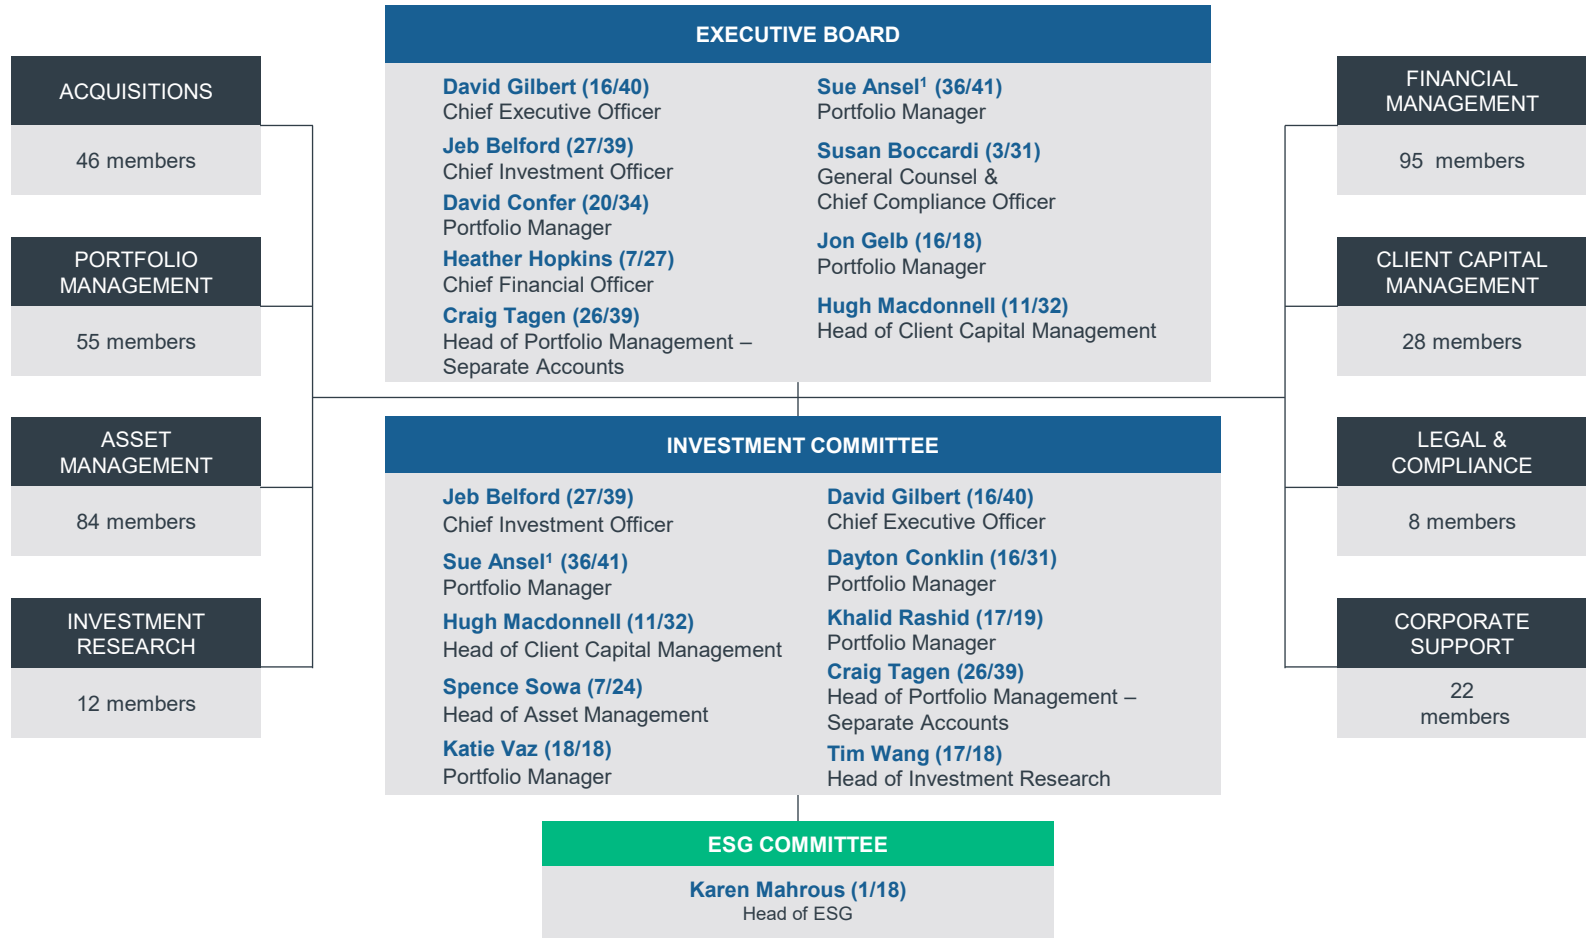 EXECUTIVE BOARD
David Gilbert (16/40)
Chief Executive Officer
Jeb Belford (27/39)
Chief Investment Officer
David Confer (20/34)
Portfolio Manager
Heather Hopkins (7/27)
Chief Financial Officer
Craig Tagen (26/39)
Head of Portfolio Management –
Separate Accounts
Sue Ansel¹ (36/41)
Portfolio Manager
Susan Boccardi (3/31)
General Counsel &
Chief Compliance Officer
Jon Gelb (16/18)
Portfolio Manager
Hugh Macdonnell (11/32)
Head of Client Capital Management
ACQUISITIONS
46 members
PORTFOLIO
MANAGEMENT
55 members
ASSET
MANAGEMENT
84 members
INVESTMENT
RESEARCH
12 members
FINANCIAL
MANAGEMENT
95 members
CLIENT CAPITAL
MANAGEMENT
28 members
LEGAL &
COMPLIANCE
8 members
CORPORATE
SUPPORT
22
members
INVESTMENT COMMITTEE
Jeb Belford (27/39)
Chief Investment Officer
Sue Ansel¹ (36/41)
Portfolio Manager
Hugh Macdonnell (11/32)
Head of Client Capital Management
Spence Sowa (7/24)
Head of Asset Management
Katie Vaz (18/18)
Portfolio Manager
David Gilbert (16/40)
Chief Executive Officer
Dayton Conklin (16/31)
Portfolio Manager
Khalid Rashid (17/19)
Portfolio Manager
Craig Tagen (26/39)
Head of Portfolio Management –
Separate Accounts
Tim Wang (17/18)
Head of Investment Research
ESG COMMITTEE
Karen Mahrous (1/18)
Head of ESG